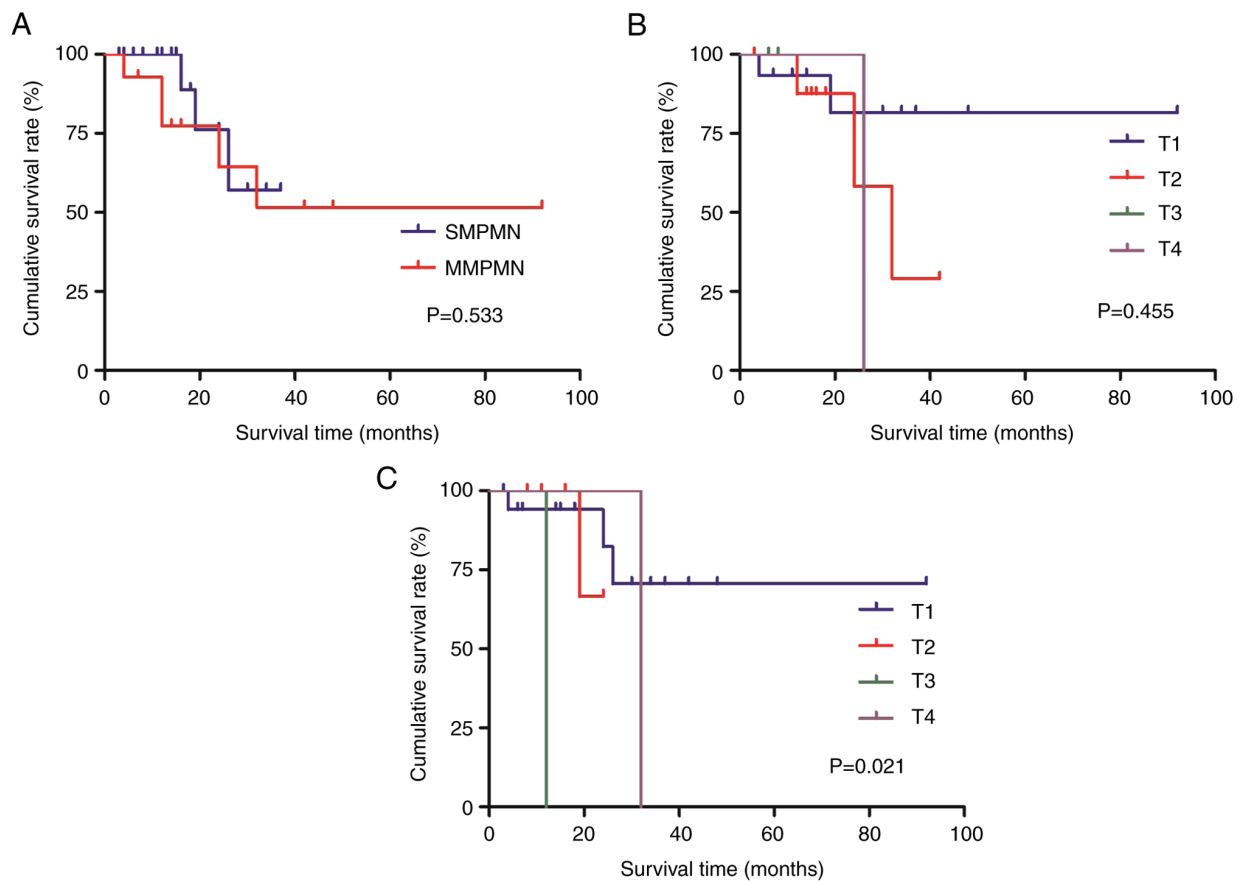 A
Cumulative survival rate (%)
100
75
50
25
0
0 20 40 60 80 100
Survival time (months)
SMPMN
MMPMN
P=0.533
B
Cumulative survival rate (%)
100
75
50
25
0
0 20 40 60 80 100
Survival time (months)
T1
T2
T3
T4
P=0.455
C
Cumulative survival rate (%)
100
75
50
25
0
0 20 40 60 80 100
Survival time (months)
T1
T2
T3
T4
P=0.021